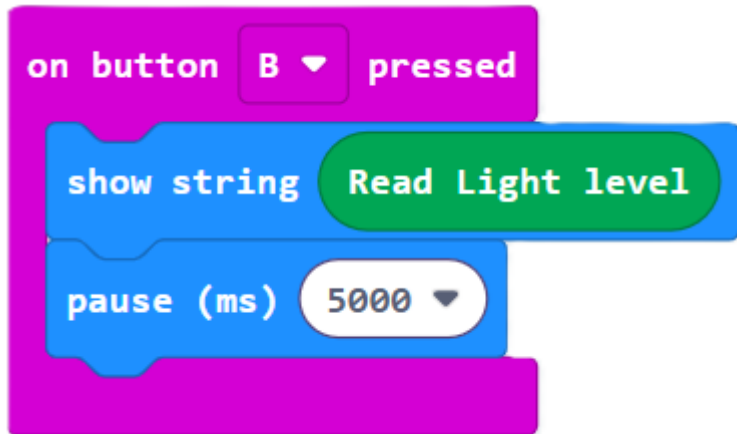 on button B pressed
show string Read Light level
pause (ms) 5000